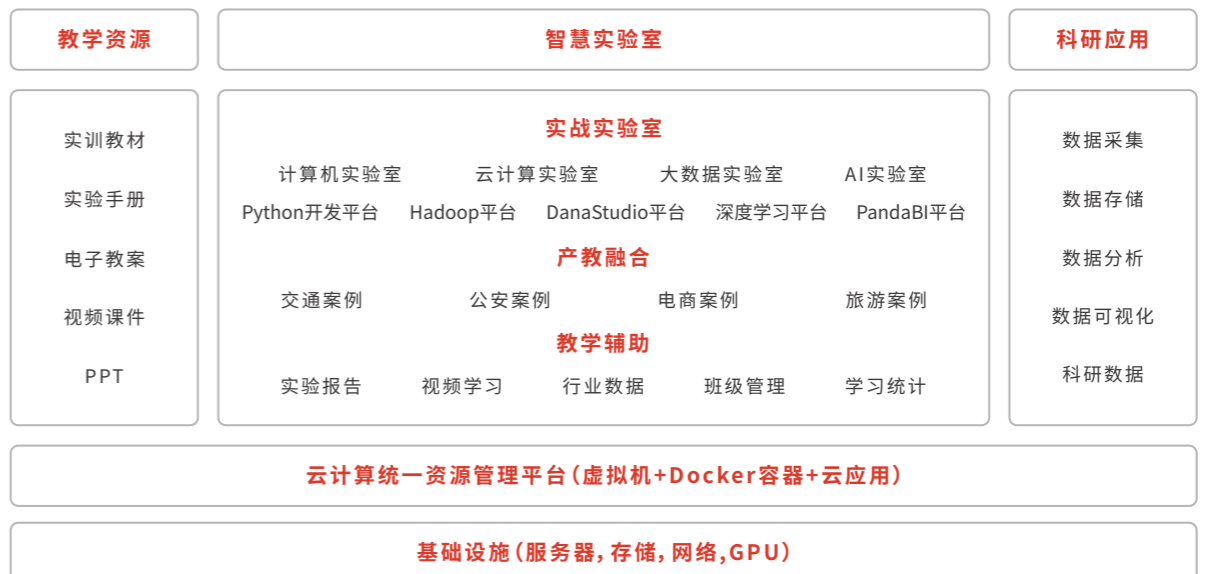 教学资源
智慧实验室
科研应用
实训教材
实验手册
电子教案
视频课件
PPT
实战实验室
计算机实验室 云计算实验室 大数据实验室 AI实验室
Python开发平台 Hadoop平台 DanaStudio平台 深度学习平台 PandaBI平台
产教融合
交通案例 公安案例 电商案例 旅游案例
教学辅助
实验报告 视频学习 行业数据 班级管理 学习统计
数据采集
数据存储
数据分析
数据可视化
科研数据
云计算统一资源管理平台(虚拟机+Docker容器+云应用)
基础设施(服务器,存储,网络,GPU)